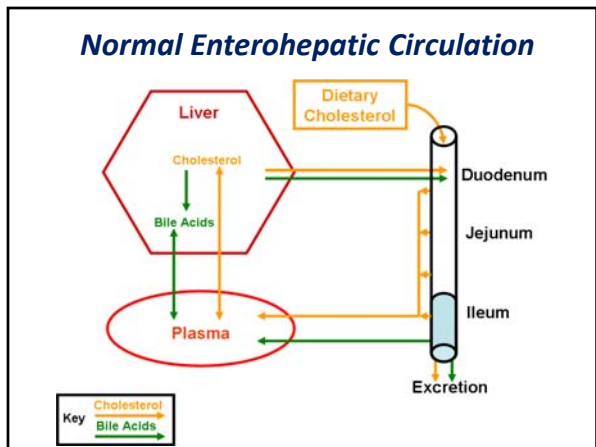 Normal Enterohepatic Circulation
Dietary
Cholesterol
Liver
Cholesterol
Bile Acids
Plasma
Duodenum
Jejunum
Ileum
Excretion
Key
Cholesterol
Bile Acids